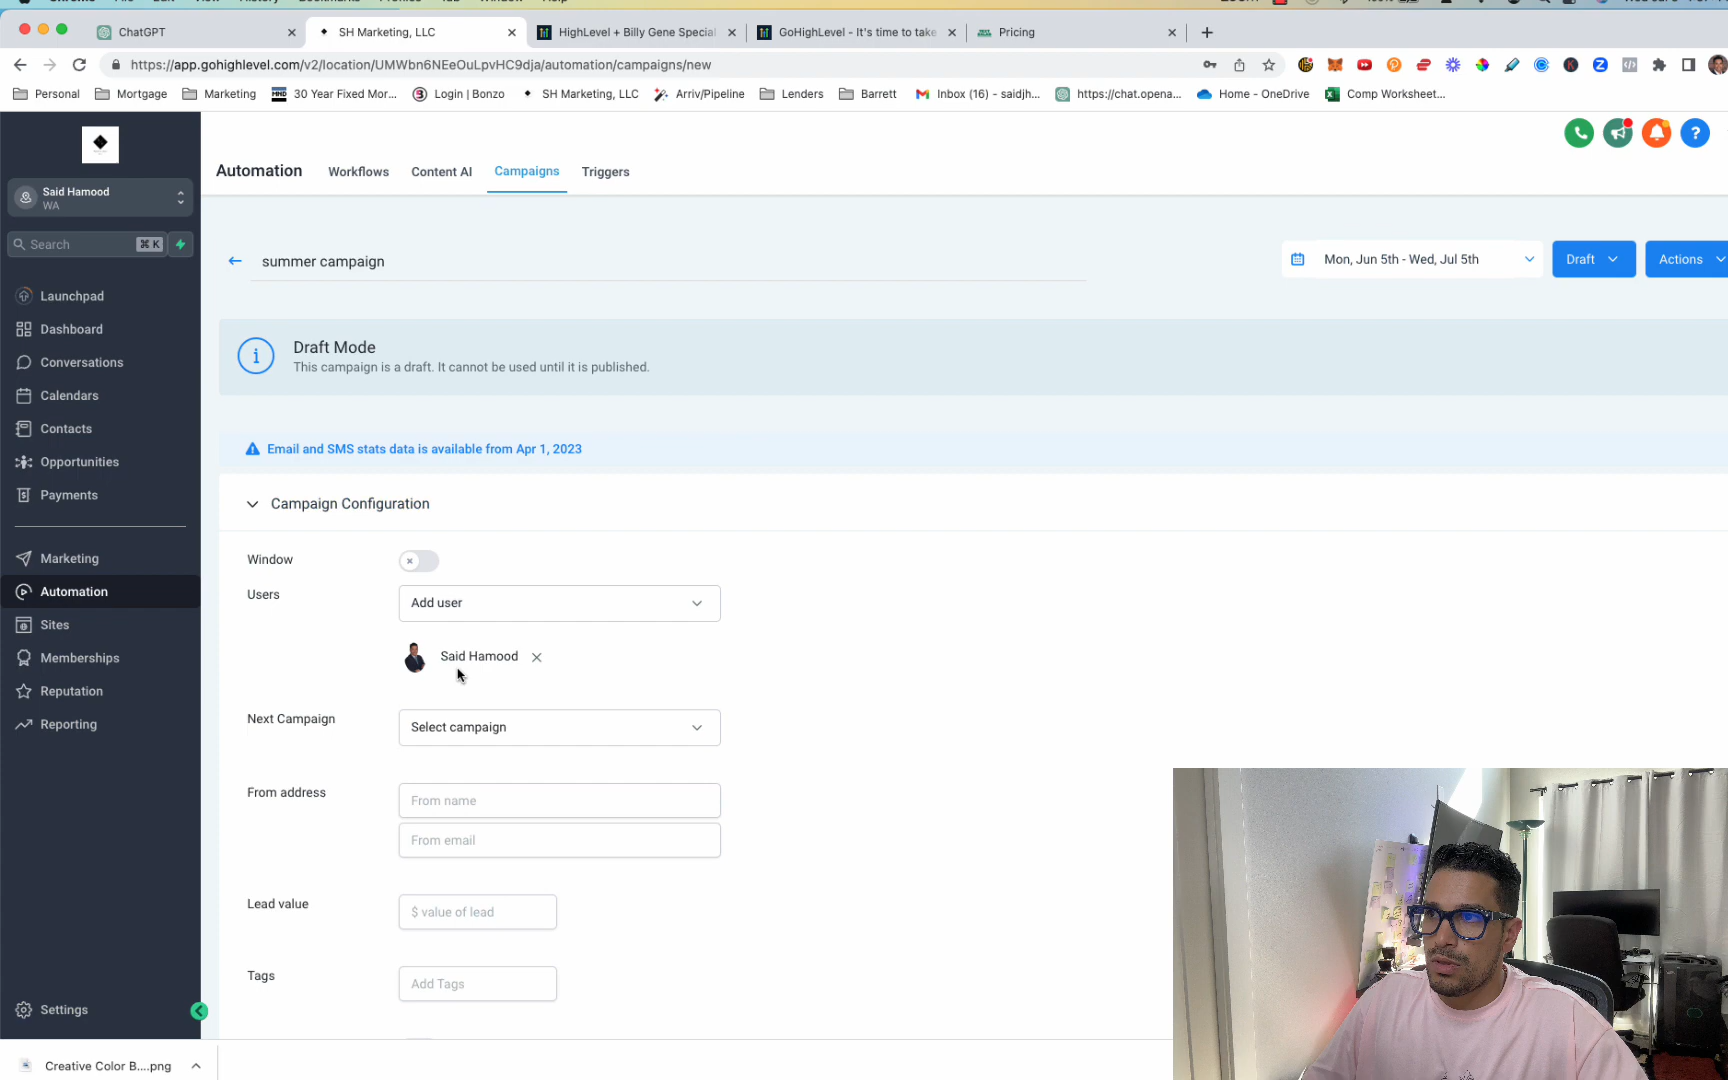 ChatGPT
SH Marketing, LLC
HighLevel + Billy Gene Special
GoHighLevel - It's time to take
Pricing
https://app.gohighlevel.com/v2/location/UMWbn6NEeOuLpvHC9dja/automation/campaigns/new
Personal
Mortgage
Marketing
30 Year Fixed Mor...
Login | Bonzo
SH Marketing, LLC
Arriv/Pipeline
Lenders
Barrett
Inbox (16) - saidjh...
https://chat.opena...
Home - OneDrive
Comp Worksheet...
Said Hamood
WA
Search
⌘ K
Launchpad
Dashboard
Conversations
Calendars
Contacts
Opportunities
Payments
Marketing
Automation
Sites
Memberships
Reputation
Reporting
Settings
Automation
Workflows
Content AI
Campaigns
Triggers
summer campaign
Mon, Jun 5th - Wed, Jul 5th
Draft
Actions
Draft Mode
This campaign is a draft. It cannot be used until it is published.
Email and SMS stats data is available from Apr 1, 2023
Campaign Configuration
Window
Users
Add user
Said Hamood
Next Campaign
Select campaign
From address
From name
From email
Lead value
$ value of lead
Tags
Add Tags
Creative Color B....png